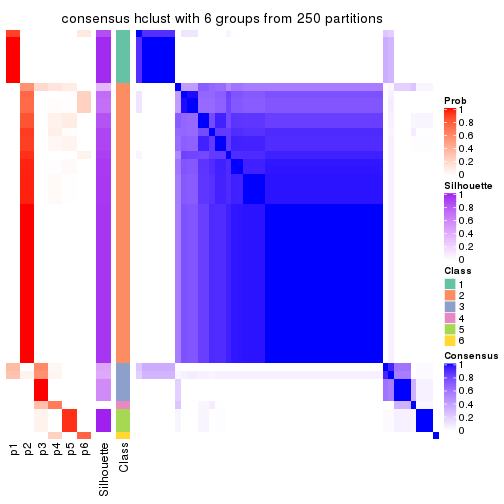 consensus hclust with 6 groups from 250 partitions
Prob
1
0.8
0.6
0.4
0.2
0
Silhouette
1
0.8
0.6
0.4
0.2
0
Class
1
2
3
4
5
6
Consensus
1
0.8
0.6
0.4
0.2
0
p1
p2
p3
p4
p5
p6
Silhouette
Class